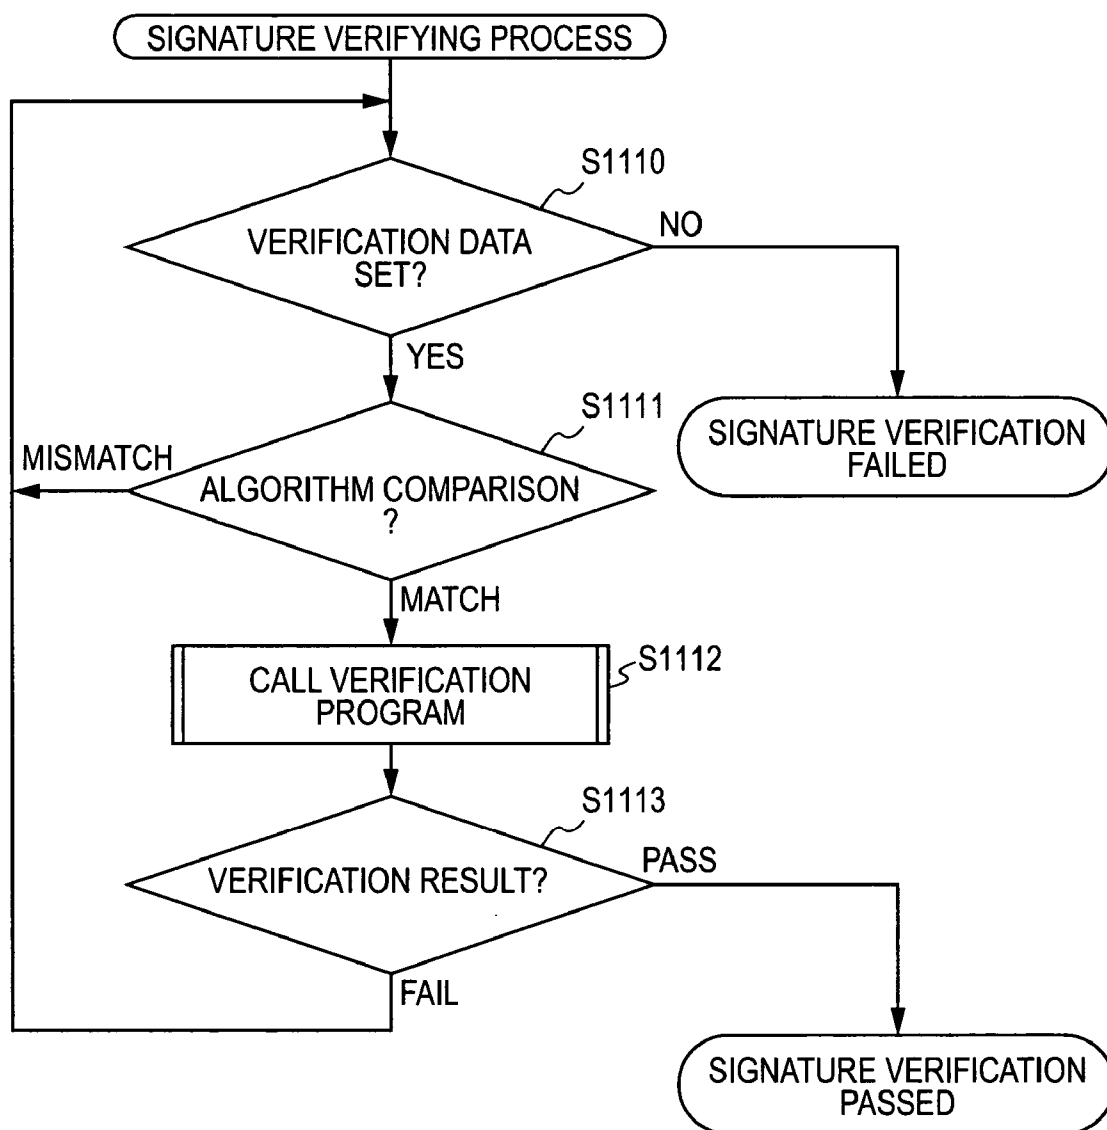 SIGNATURE VERIFYING PROCESS
S1110
VERIFICATION DATA
SET?
NO
YES
SIGNATURE VERIFICATION
FAILED
S1111
MISMATCH
ALGORITHM COMPARISON
?
MATCH
S1112
CALL VERIFICATION
PROGRAM
S1113
VERIFICATION RESULT?
PASS
FAIL
SIGNATURE VERIFICATION
PASSED